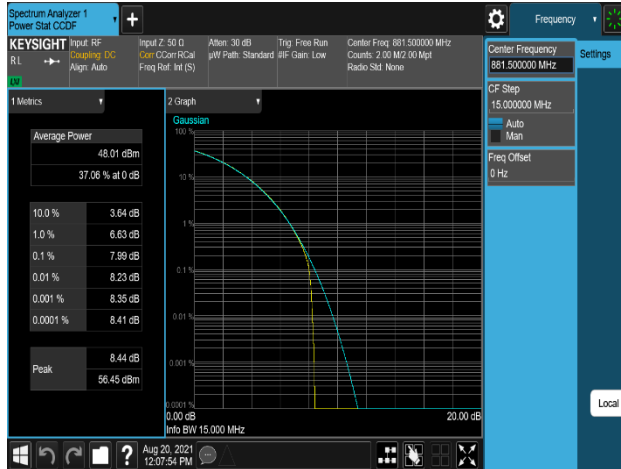 Spectrum Analyzer 1
Power Stat CCDF
Frequency
KEYSIGHT
RL
Input: RF
Coupling: DC
Align: Auto
Input Z: 50 Ω
Corr CCorr RCal
Freq Ref: Int (S)
Atten: 30 dB
µW Path: Standard
Trig: Free Run
#IF Gain: Low
Center Freq: 881.500000 MHz
Counts: 2.00 M/2.00 Mpt
Radio Std: None
Center Frequency
881.500000 MHz
Settings
CF Step
15.000000 MHz
Auto
Man
Freq Offset
0 Hz
1 Metrics
2 Graph
Gaussian
Average Power
48.01 dBm
37.06 % at 0 dB
10.0 % 3.64 dB
1.0 % 6.63 dB
0.1 % 7.99 dB
0.01 % 8.23 dB
0.001 % 8.35 dB
0.0001 % 8.41 dB
Peak
8.44 dB
56.45 dBm
100 %
10 %
1 %
0.1 %
0.01 %
0.001 %
0.0001 %
0.00 dB
20.00 dB
Info BW 15.000 MHz
Local
Aug 20, 2021
12:07:54 PM